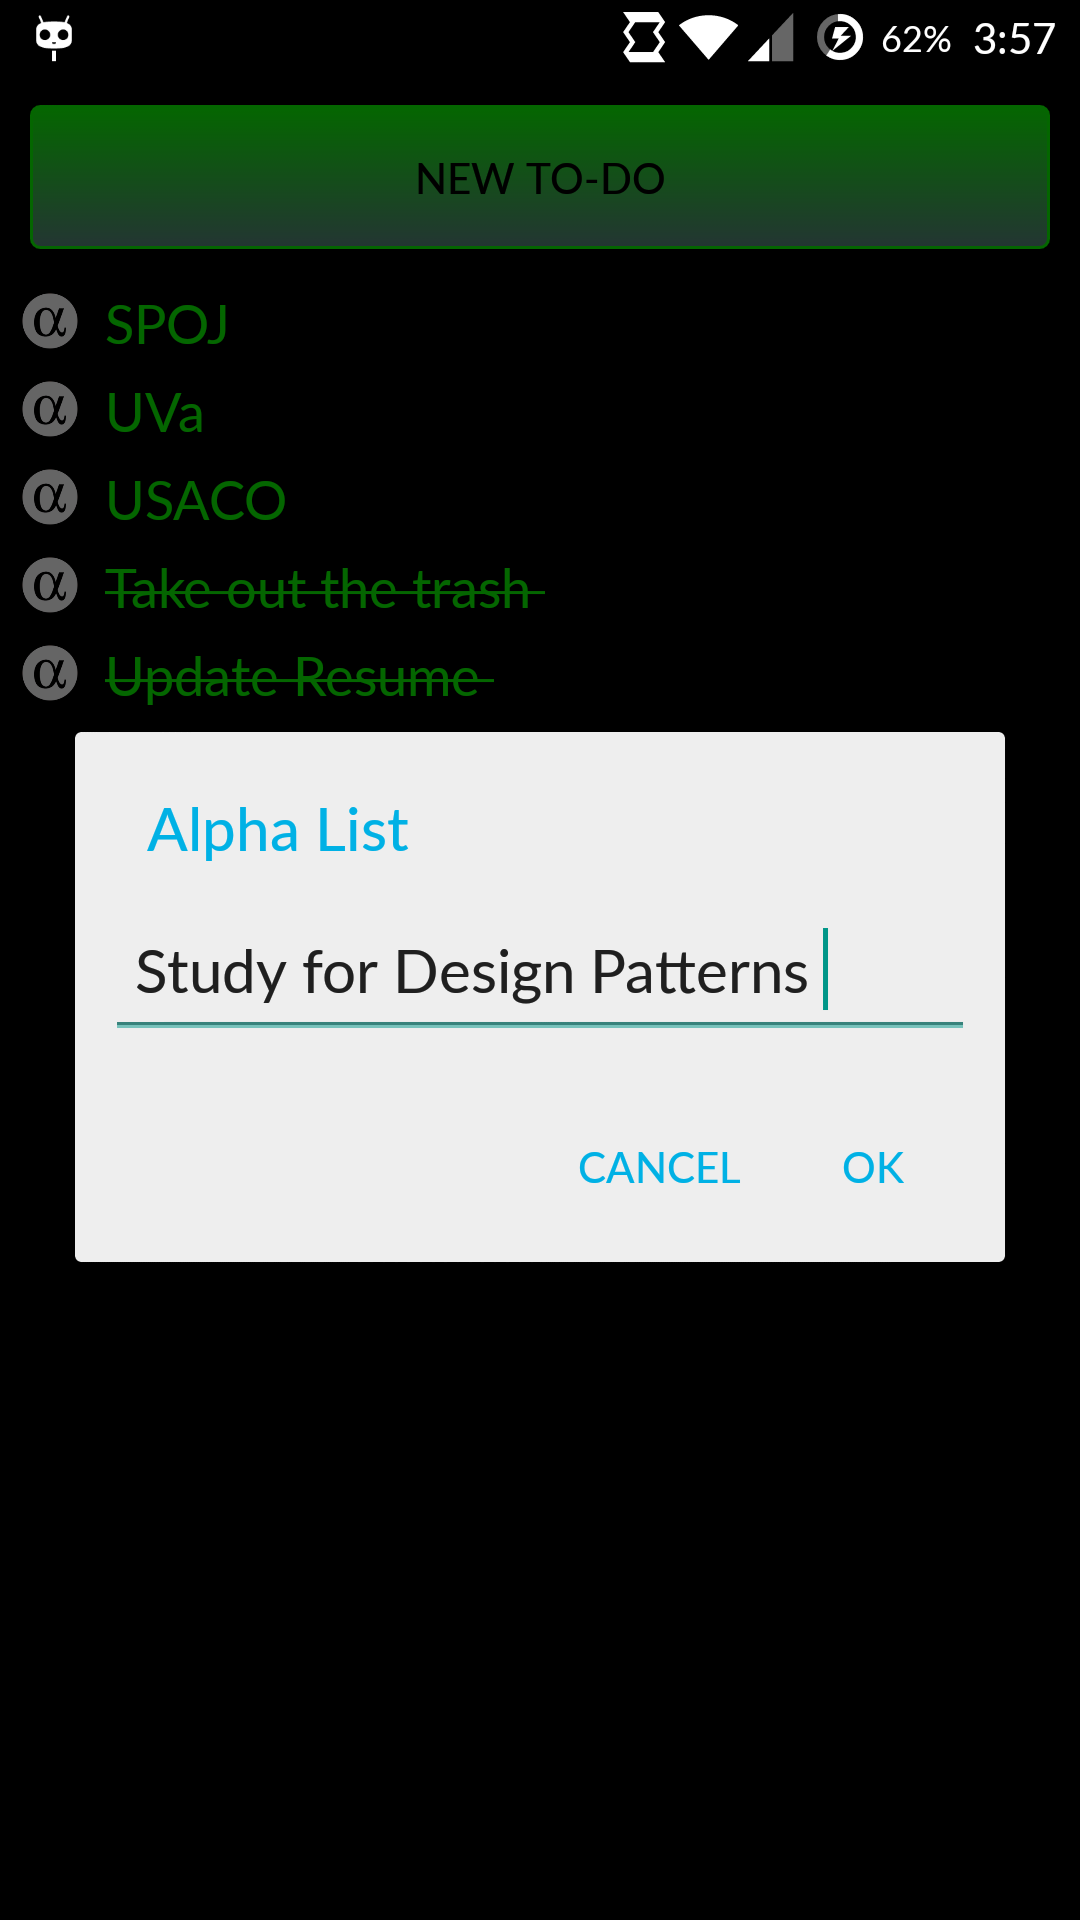 62% 3:57
NEW TO-DO
α SPOJ
α UVa
α USACO
α Take out the trash
α Update Resume
Alpha List
Study for Design Patterns
CANCEL OK